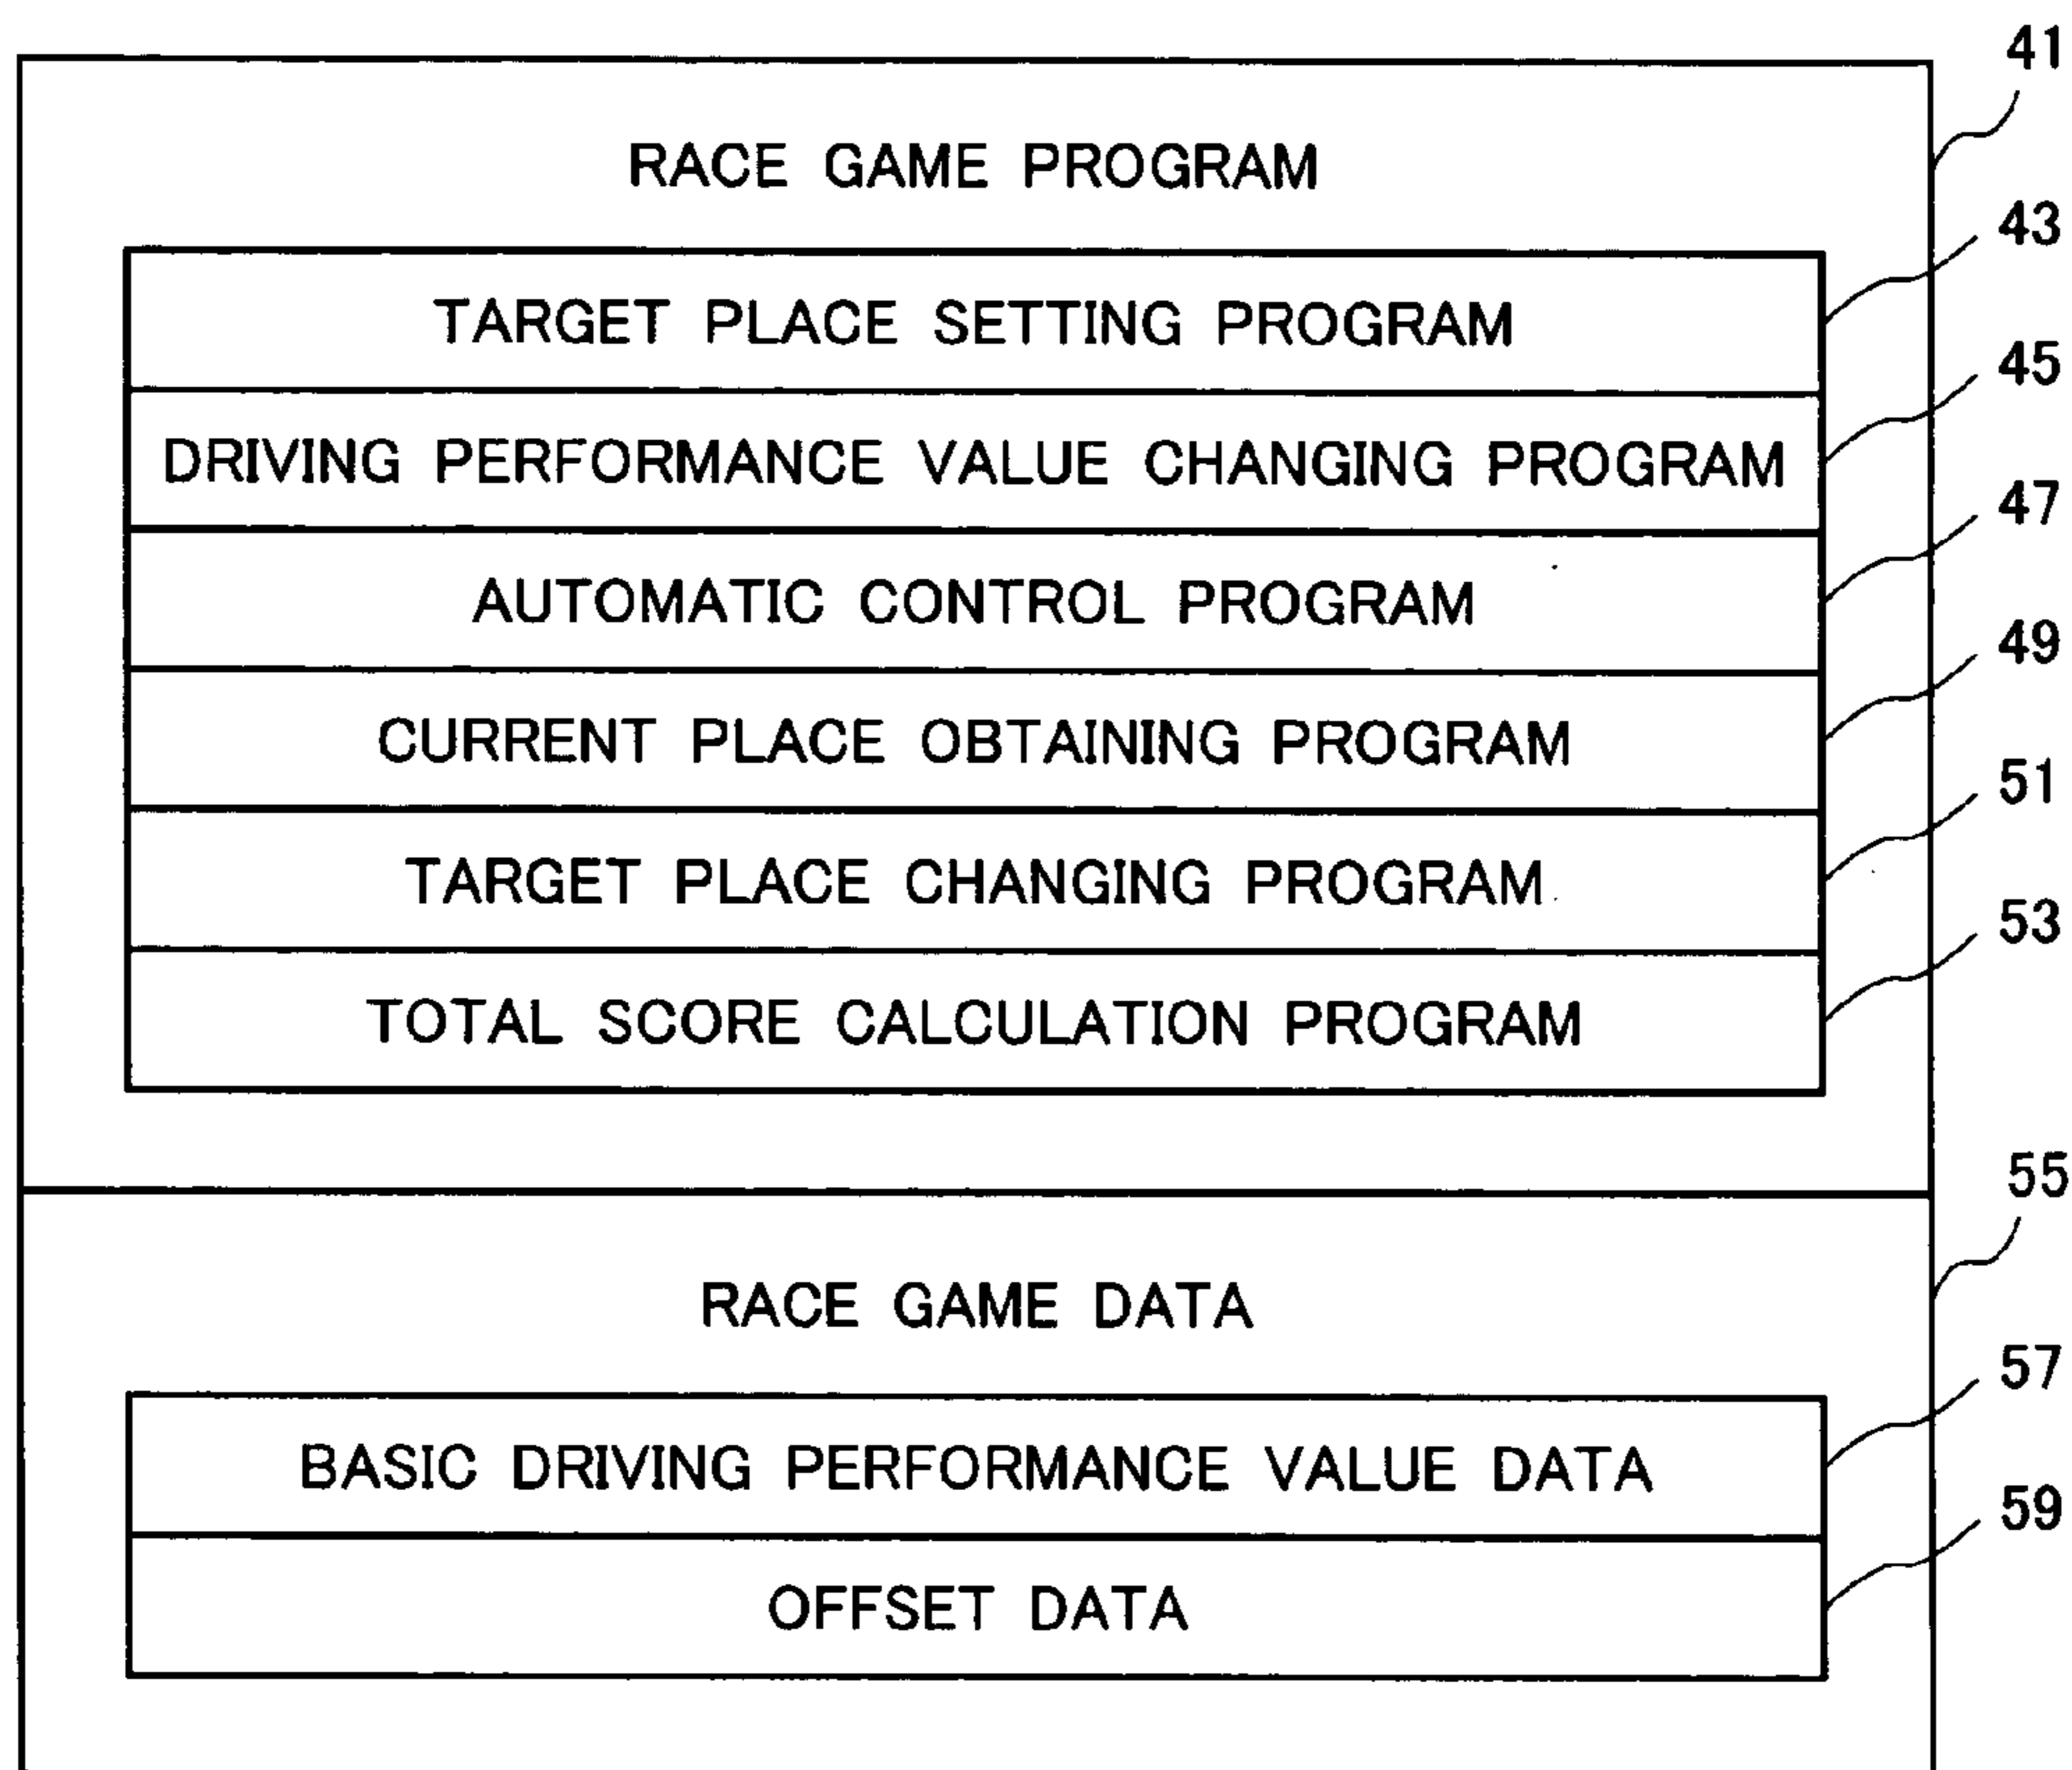 41
RACE GAME PROGRAM
43
TARGET PLACE SETTING PROGRAM
45
DRIVING PERFORMANCE VALUE CHANGING PROGRAM
47
AUTOMATIC CONTROL PROGRAM
49
CURRENT PLACE OBTAINING PROGRAM
51
TARGET PLACE CHANGING PROGRAM
53
TOTAL SCORE CALCULATION PROGRAM
55
RACE GAME DATA
57
BASIC DRIVING PERFORMANCE VALUE DATA
59
OFFSET DATA